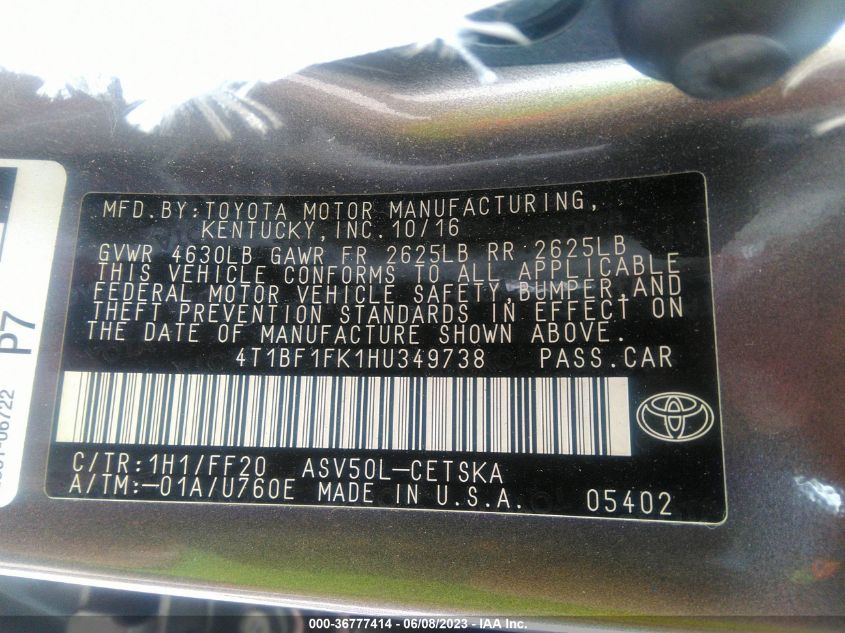 MFD.BY:TOYOTA MOTOR MANUFACTURING,
KENTUCKY, INC. 10/16
GVWR 4630LB GAWR FR 2625LB RR 2625LB
THIS VEHICLE CONFORMS TO ALL APPLICABLE
FEDERAL MOTOR VEHICLE SAFETY, BUMPER,AND
THEFT PREVENTION STANDARDS IN EFFECT ON
THE DATE OF MANUFACTURE SHOWN ABOVE.
4T1BF1FK1HU349738 PASS.CAR
C/TR:1H1/FF20 ASV50L-CETSKA
A/TM:-01A/U760E MADE IN U.S.A. 05402
P7
000-36777414 - 06/08/2023 - IAA Inc.